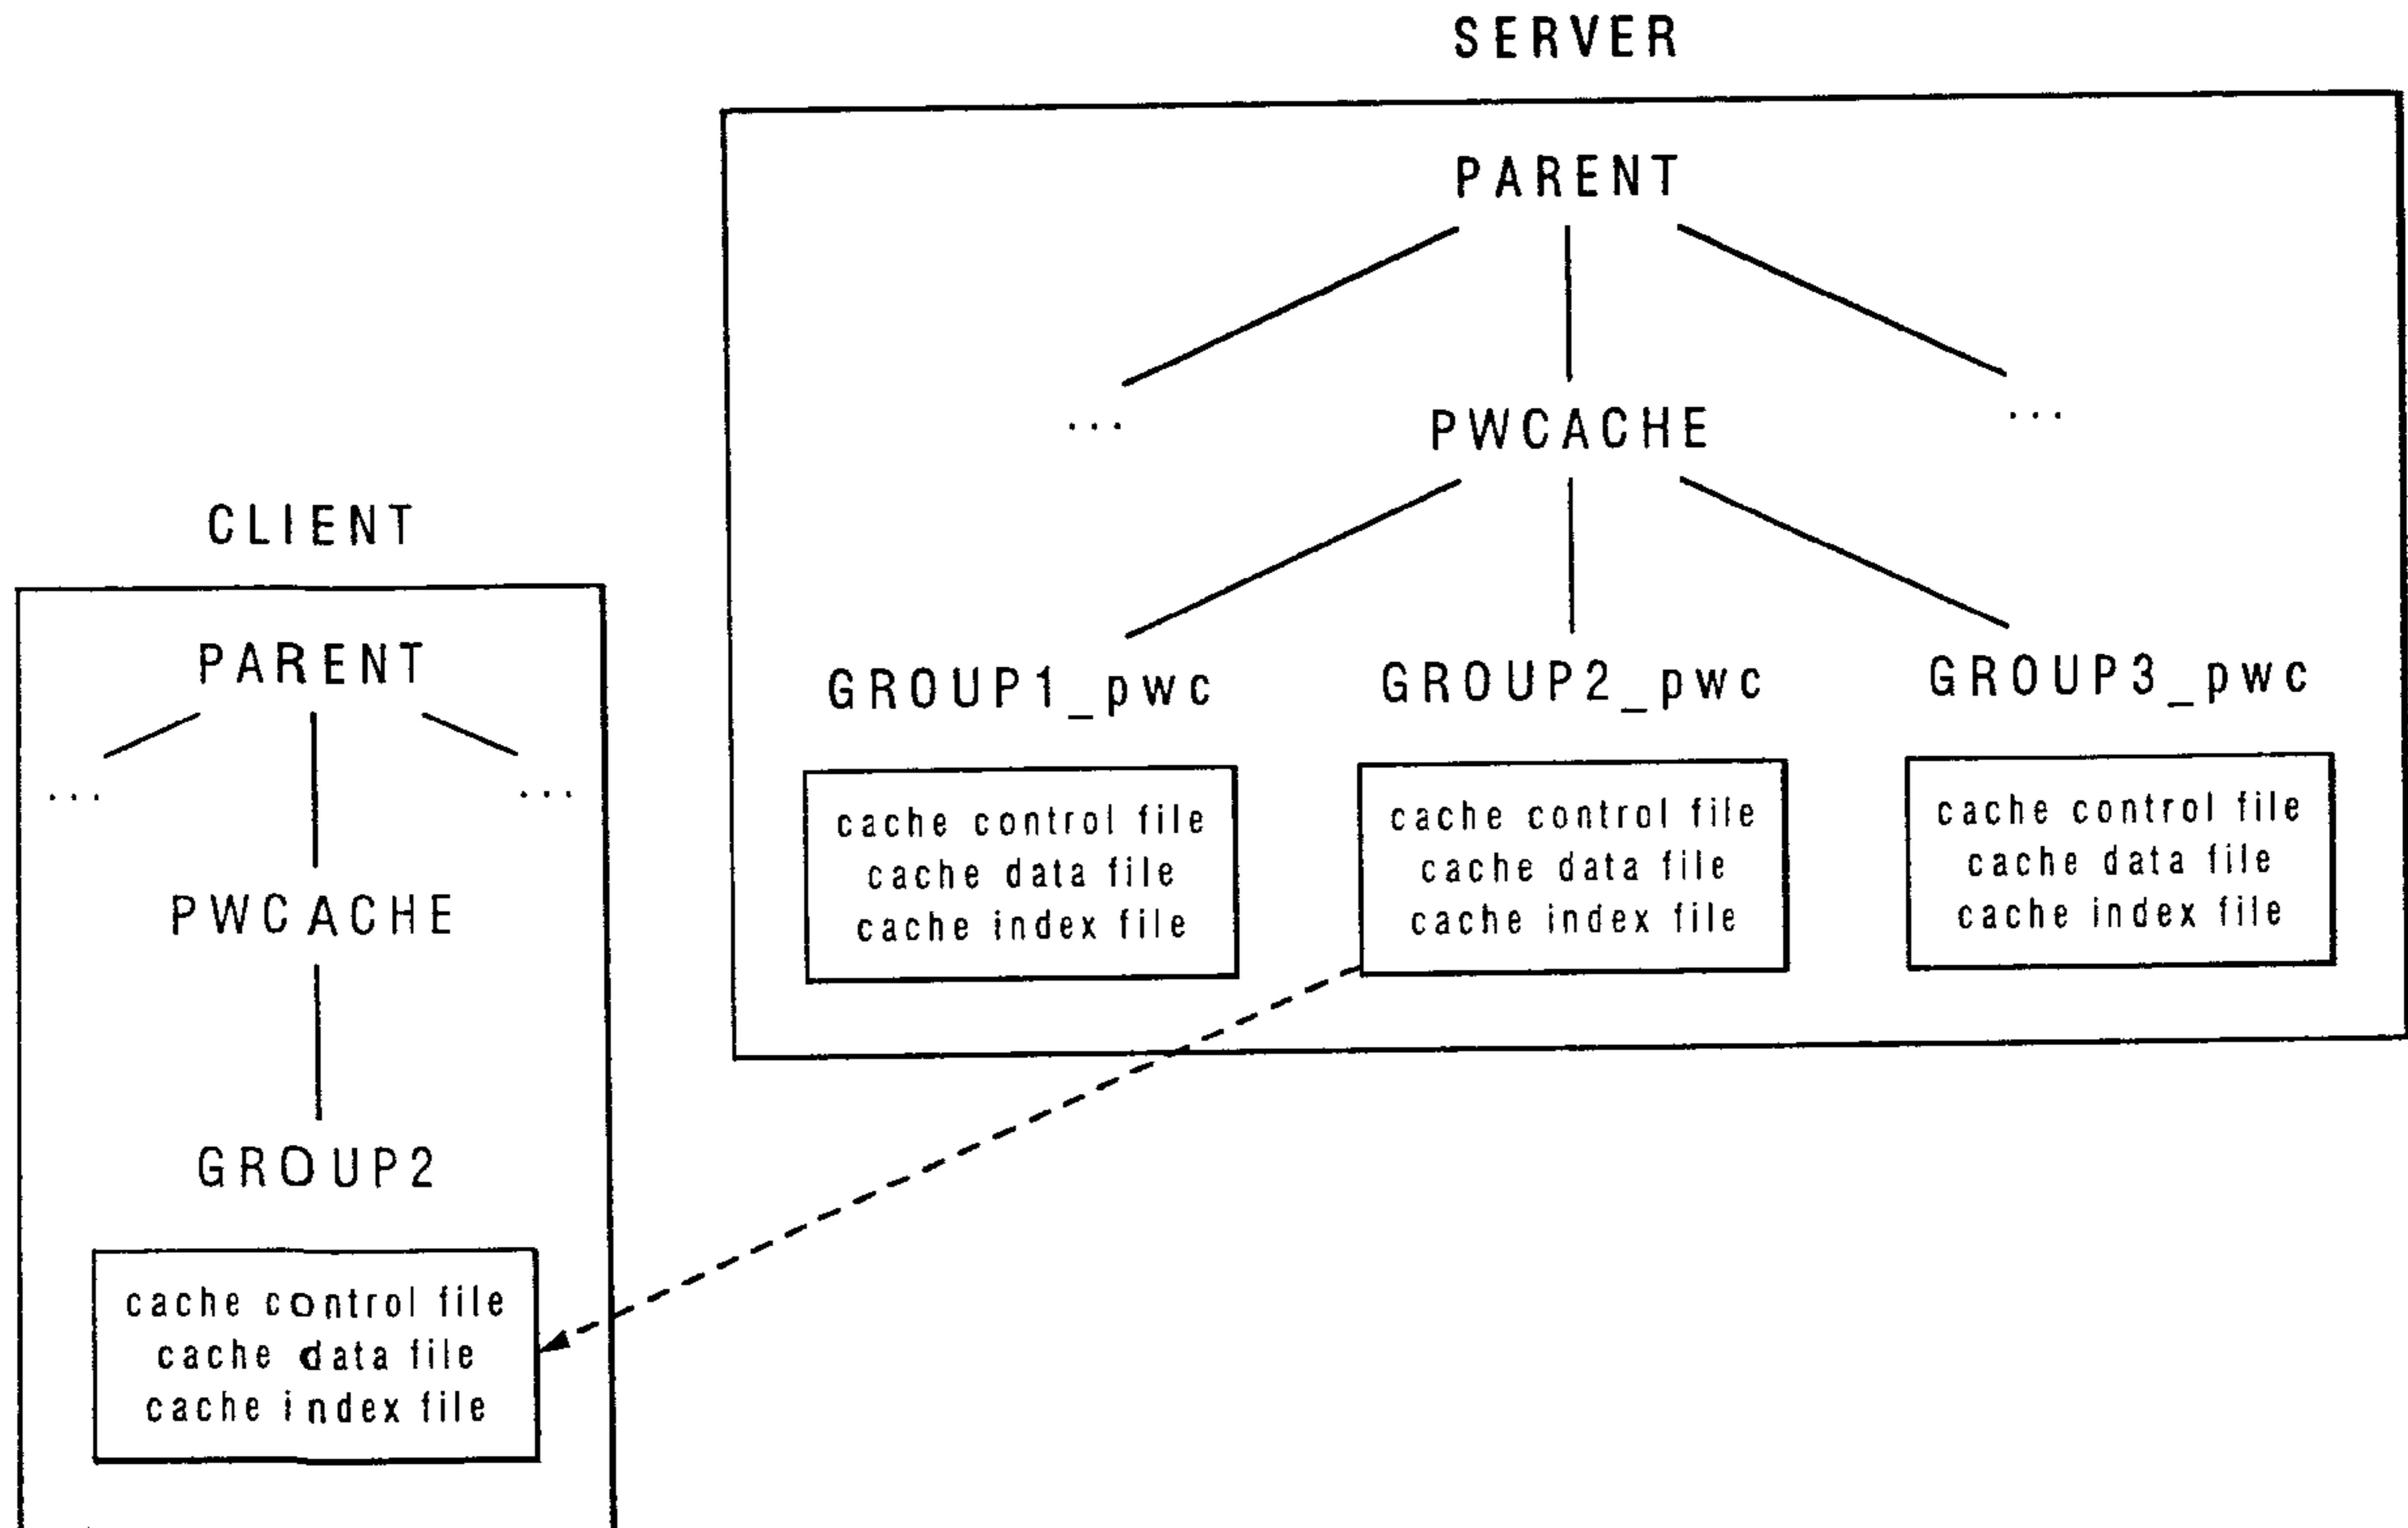 SERVER
PARENT
... PWCACHE ...
GROUP1_pwc GROUP2_pwc GROUP3_pwc
cache control file
cache data file
cache index file
cache control file
cache data file
cache index file
cache control file
cache data file
cache index file
CLIENT
PARENT
... ...
PWCACHE
GROUP2
cache control file
cache data file
cache index file